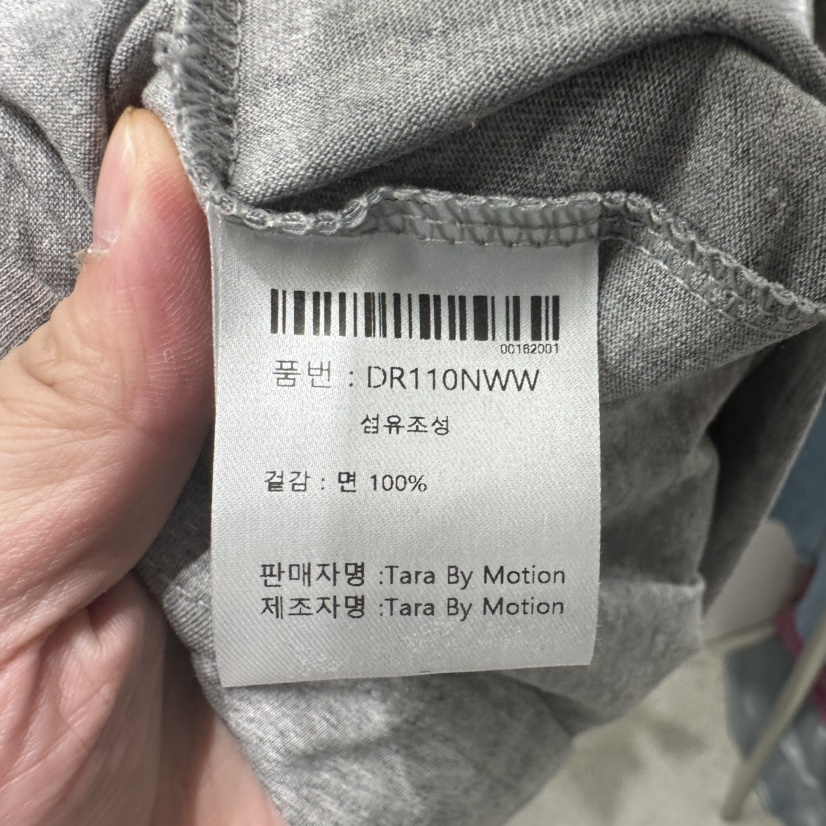 00182001
품번 : DR110NWW
섬유조성
겉감 : 면 100%
판매자명 :Tara By Motion
제조자명 :Tara By Motion